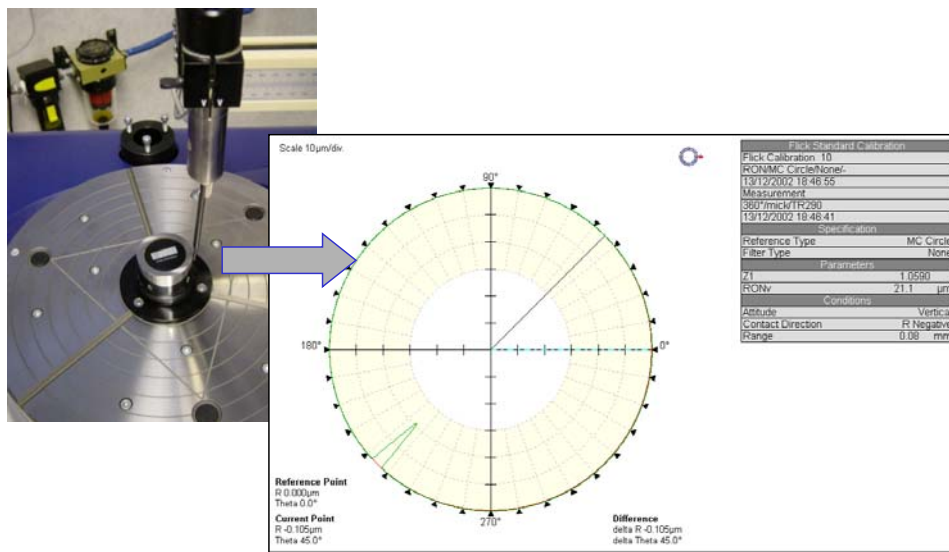 Scale 10µm/div.
90°
180°
0°
270°
Reference Point
R 0.000µm
Theta 0.0°
Current Point
R -0.105µm
Theta 45.0°
Difference
delta R -0.105µm
delta Theta 45.0°
Flick Standard Calibration
Flick Calibration 10
RON/MC Circle/None/-
13/12/2002 18:46:55
Measurement
360°/mick/TR290
13/12/2002 18:46:41
Specification
Reference Type MC Circle
Filter Type None
Parameters
Z1 1.0590
RONv 21.1 µm
Conditions
Attitude Vertical
Contact Direction R Negative
Range 0.08 mm